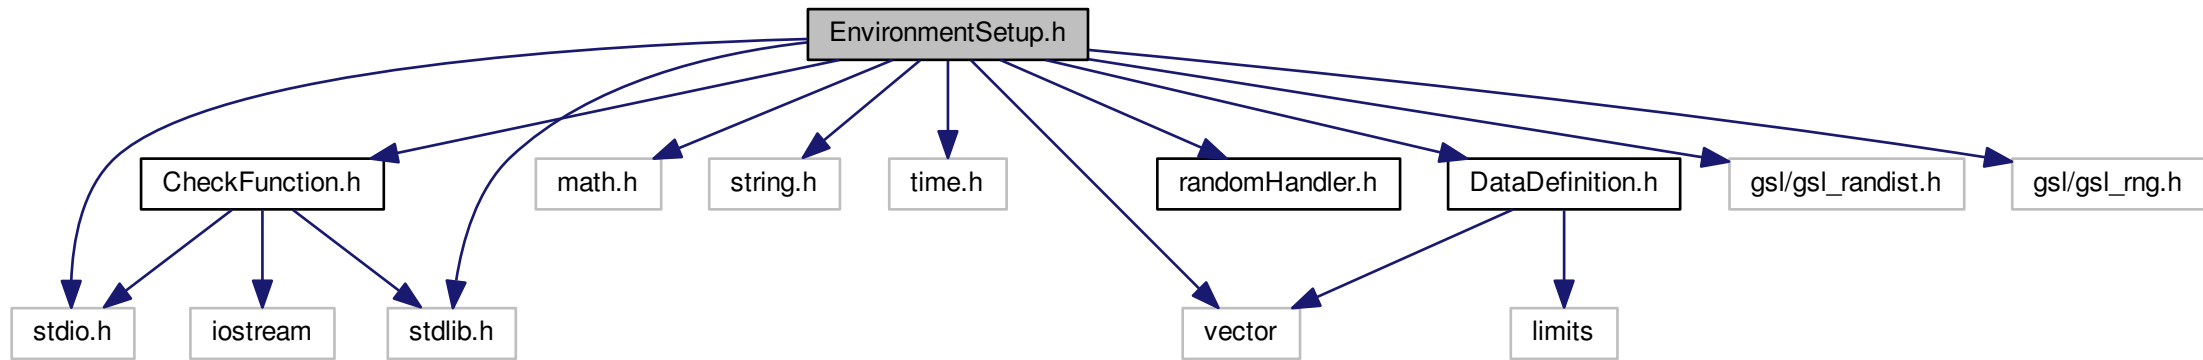 EnvironmentSetup.h
CheckFunction.h
math.h
string.h
time.h
randomHandler.h
DataDefinition.h
gsl/gsl_randist.h
gsl/gsl_rng.h
stdio.h
iostream
stdlib.h
vector
limits